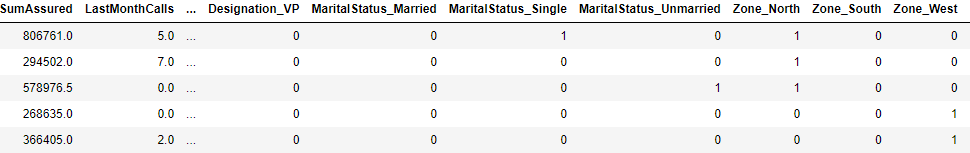 SumAssured LastMonthCalls ... Designation_VP MaritalStatus_Married MaritalStatus_Single MaritalStatus_Unmarried Zone_North Zone_South Zone_West
806761.0 5.0 ... 0 0 1 0 1 0 0
294502.0 7.0 ... 0 0 0 0 1 0 0
578976.5 0.0 ... 0 0 0 1 1 0 0
268635.0 0.0 ... 0 0 0 0 0 0 1
366405.0 2.0 ... 0 0 0 0 0 0 1